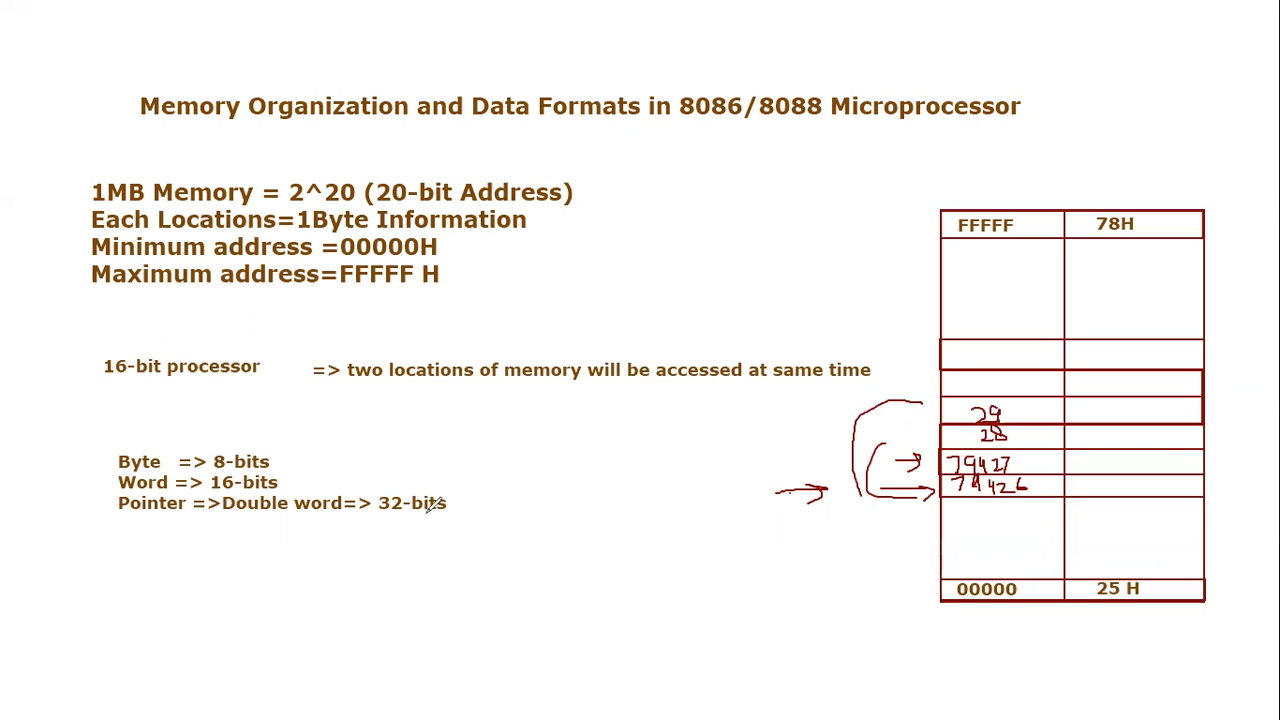 Memory Organization and Data Formats in 8086/8088 Microprocessor
1MB Memory = 2^20 (20-bit Address)
Each Locations=1Byte Information
Minimum address =00000H
Maximum address=FFFFF H
16-bit processor => two locations of memory will be accessed at same time
Byte => 8-bits
Word => 16-bits
Pointer =>Double word=> 32-bits
FFFFF 78H
29
28
79427
79426
00000 25 H